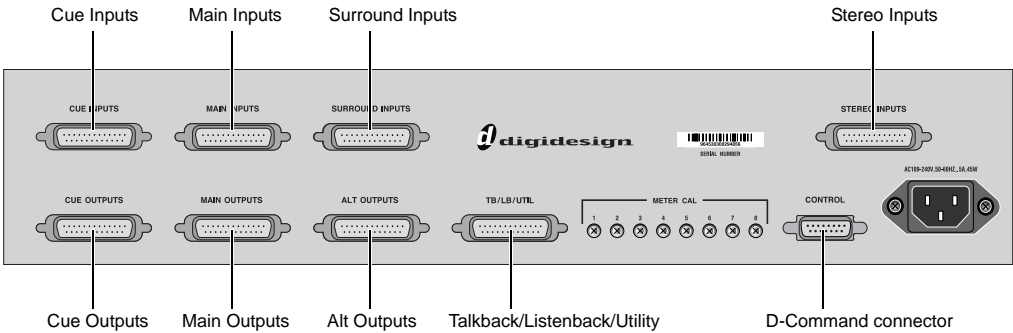 Cue Inputs Main Inputs Surround Inputs Stereo Inputs
CUE INPUTS MAIN INPUTS SURROUND INPUTS STEREO INPUTS
digidesign
904530300294056
SERIAL NUMBER
AC100-240V,50-60HZ,.5A,45W
CUE OUTPUTS MAIN OUTPUTS ALT OUTPUTS TB/LB/UTIL METER CAL CONTROL
1 2 3 4 5 6 7 8
Cue Outputs Main Outputs Alt Outputs Talkback/Listenback/Utility D-Command connector